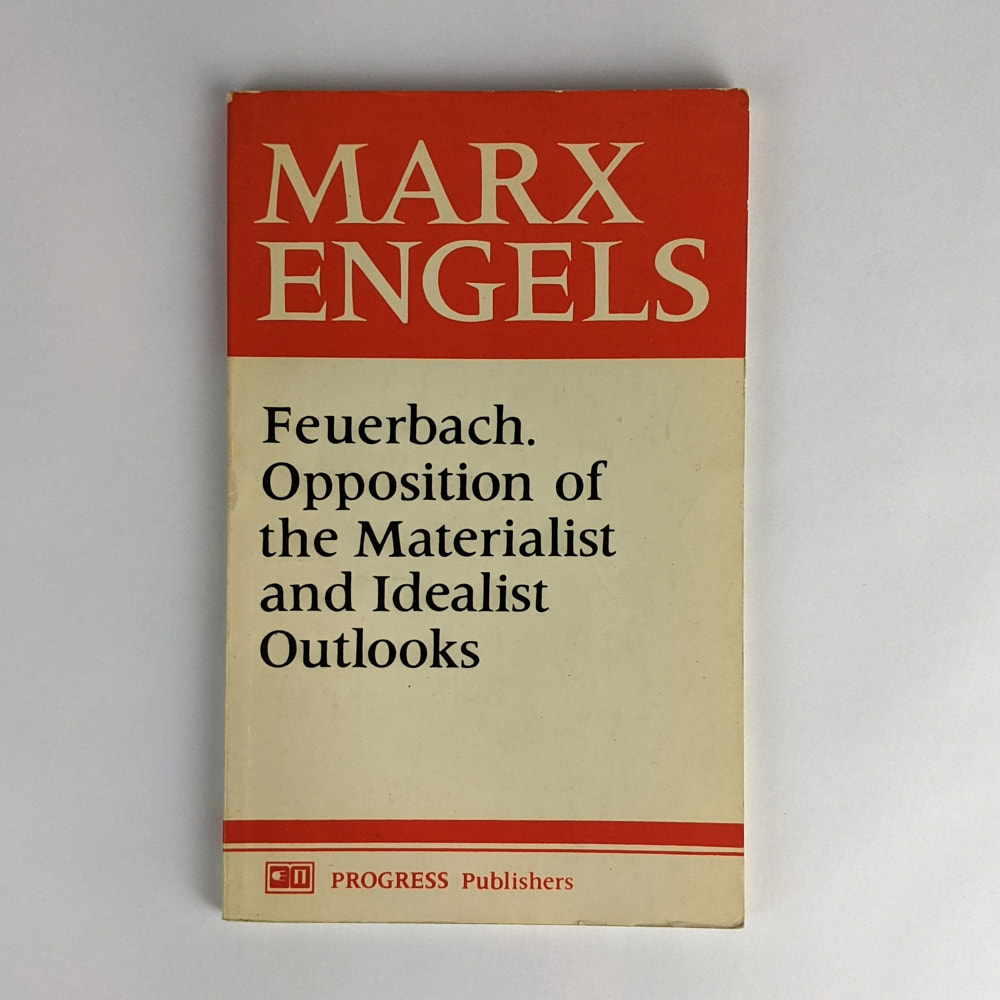 MARX
ENGELS
Feuerbach.
Opposition of
the Materialist
and Idealist
Outlooks
PROGRESS Publishers